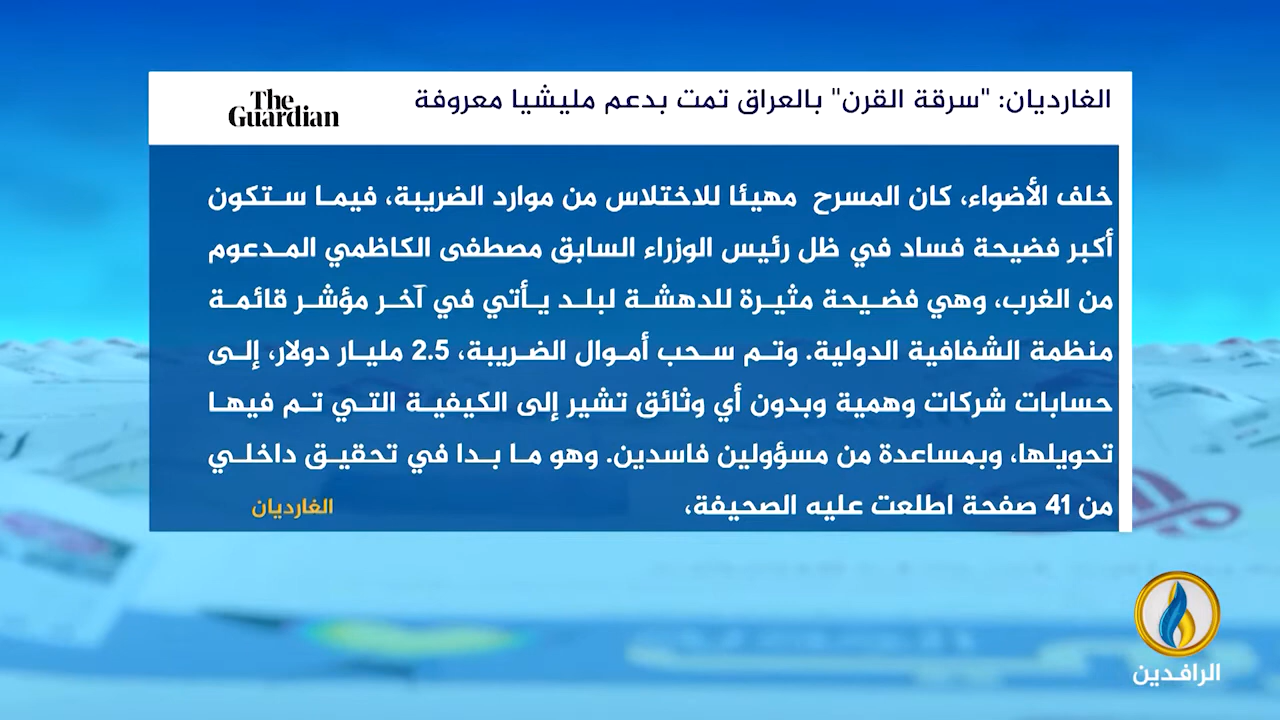 الغارديان: "سرقة القرن" بالعراق تمت بدعم مليشيا معروفة
The
Guardian
خلف الأضواء، كان المسرح مهيئا للاختلاس من موارد الضريبة، فيما ستكون
أكبر فضيحة فساد في ظل رئيس الوزراء السابق مصطفى الكاظمي المدعوم
من الغرب، وهي فضيحة مثيرة للدهشة لبلد يأتي في آخر مؤشر قائمة
منظمة الشفافية الدولية. وتم سحب أموال الضريبة، 2.5 مليار دولار، إلى
حسابات شركات وهمية وبدون أي وثائق تشير إلى الكيفية التي تم فيها
تحويلها، وبمساعدة من مسؤولين فاسدين. وهو ما بدا في تحقيق داخلي
من 41 صفحة اطلعت عليه الصحيفة،
الغارديان
الرافدين